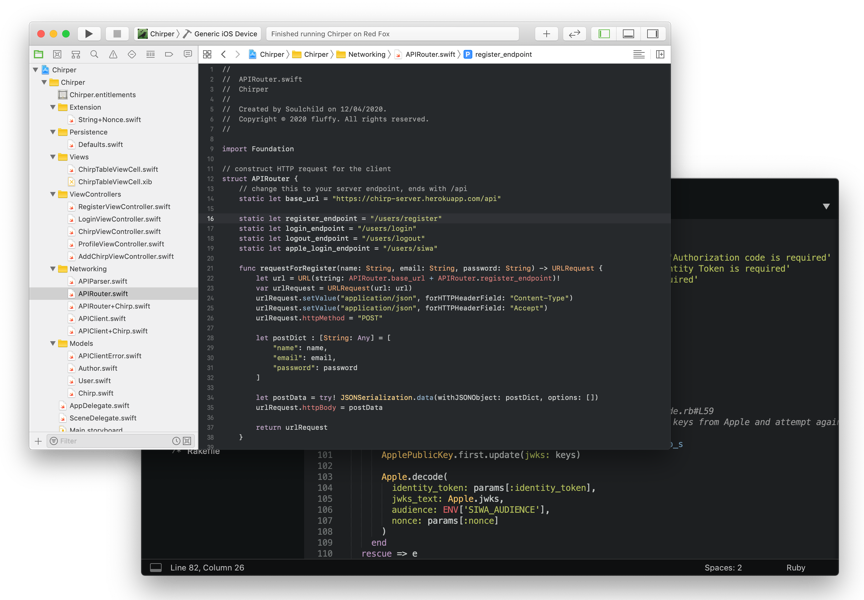 Chirper
Generic iOS Device
Finished running Chirper on Red Fox
Chirper
Chirper
Networking
APIRouter.swift
P
register_endpoint
Chirper
Chirper
Chirper.entitlements
Extension
String+Nonce.swift
Persistence
Defaults.swift
Views
ChirpTableViewCell.swift
ChirpTableViewCell.xib
ViewControllers
RegisterViewController.swift
LoginViewController.swift
ChirpViewController.swift
ProfileViewController.swift
AddChirpViewController.swift
Networking
APIParser.swift
APIRouter.swift
APIRouter+Chirp.swift
APIClient.swift
APIClient+Chirp.swift
Models
APIClientError.swift
Author.swift
User.swift
Chirp.swift
AppDelegate.swift
SceneDelegate.swift
Main.storyboard
Filter
1 //
2 //  APIRouter.swift
3 //  Chirper
4 //
5 //  Created by Soulchild on 12/04/2020.
6 //  Copyright © 2020 fluffy. All rights reserved.
7 //
8
9 import Foundation
10
11 // construct HTTP request for the client
12 struct APIRouter {
13     // change this to your server endpoint, ends with /api
14     static let base_url = "https://chirp-server.herokuapp.com/api"
15
16     static let register_endpoint = "/users/register"
17     static let login_endpoint = "/users/login"
18     static let logout_endpoint = "/users/logout"
19     static let apple_login_endpoint = "/users/siwa"
20
21     func requestForRegister(name: String, email: String, password: String) -> URLRequest {
22         let url = URL(string: APIRouter.base_url + APIRouter.register_endpoint)!
23         var urlRequest = URLRequest(url: url)
24         urlRequest.setValue("application/json", forHTTPHeaderField: "Content-Type")
25         urlRequest.setValue("application/json", forHTTPHeaderField: "Accept")
26         urlRequest.httpMethod = "POST"
27
28         let postDict : [String: Any] = [
29             "name": name,
30             "email": email,
31             "password": password
32         ]
33
34         let postData = try! JSONSerialization.data(withJSONObject: postDict, options: [])
35         urlRequest.httpBody = postData
36
37         return urlRequest
38     }
39
'Authorization code is required'
ntity Token is required'
uired'
de.rb#L59
keys from Apple and attempt again
o_s
Rakefile
101 ApplePublicKey.first.update(jwks: keys)
102
103 Apple.decode(
104 identity_token: params[:identity_token],
105 jwks_text: Apple.jwks,
106 audience: ENV['SIWA_AUDIENCE'],
107 nonce: params[:nonce]
108 )
109 end
110 rescue => e
Line 82, Column 26
Spaces: 2
Ruby